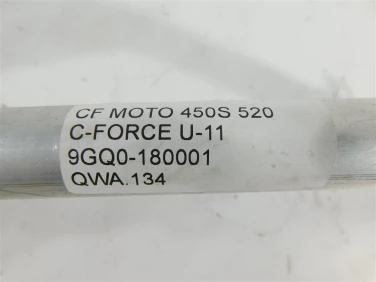 CF MOTO 450S 520
C-FORCE U-11
9GQ0-180001
QWA.134